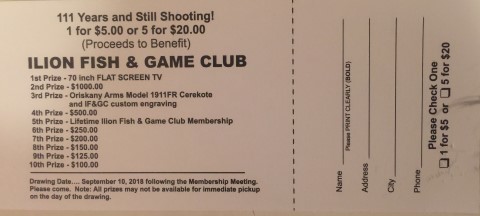 111 Years and Still Shooting!
1 for $5.00 or 5 for $20.00
(Proceeds to Benefit)
ILION FISH & GAME CLUB
1st Prize - 70 inch FLAT SCREEN TV
2nd Prize - $1000.00
3rd Prize - Oriskany Arms Model 1911FR Cerekote
and IF&GC custom engraving
4th Prize - $500.00
5th Prize - Lifetime Ilion Fish & Game Club Membership
6th Prize - $250.00
7th Prize - $200.00
8th Prize - $150.00
9th Prize - $125.00
10th Prize - $100.00
Drawing Date.... September 10, 2018 following the Membership Meeting.
Please come. Note: All prizes may not be available for immediate pickup
on the day of the drawing.
Name
Please PRINT CLEARLY (BOLD)
Address
City
Phone
Please Check One
☐ 1 for $5 or ☐ 5 for $20